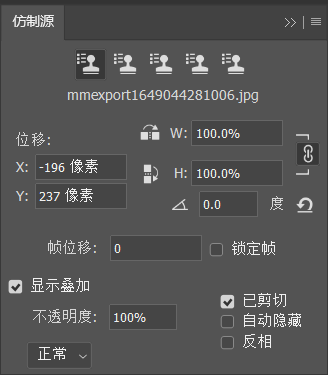 仿制源
mmexport1649044281006.jpg
位移:
W: 100.0%
X: -196 像素
H: 100.0%
Y: 237 像素
0.0 度
帧位移: 0 锁定帧
显示叠加
已剪切
不透明度: 100%
自动隐藏
反相
正常